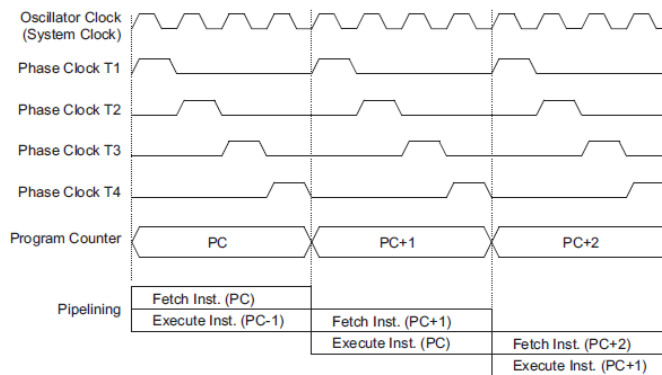 Oscillator Clock
(System Clock)
Phase Clock T1
Phase Clock T2
Phase Clock T3
Phase Clock T4
Program Counter
PC
PC+1
PC+2
Pipelining
Fetch Inst. (PC)
Execute Inst. (PC-1)
Fetch Inst. (PC+1)
Execute Inst. (PC)
Fetch Inst. (PC+2)
Execute Inst. (PC+1)